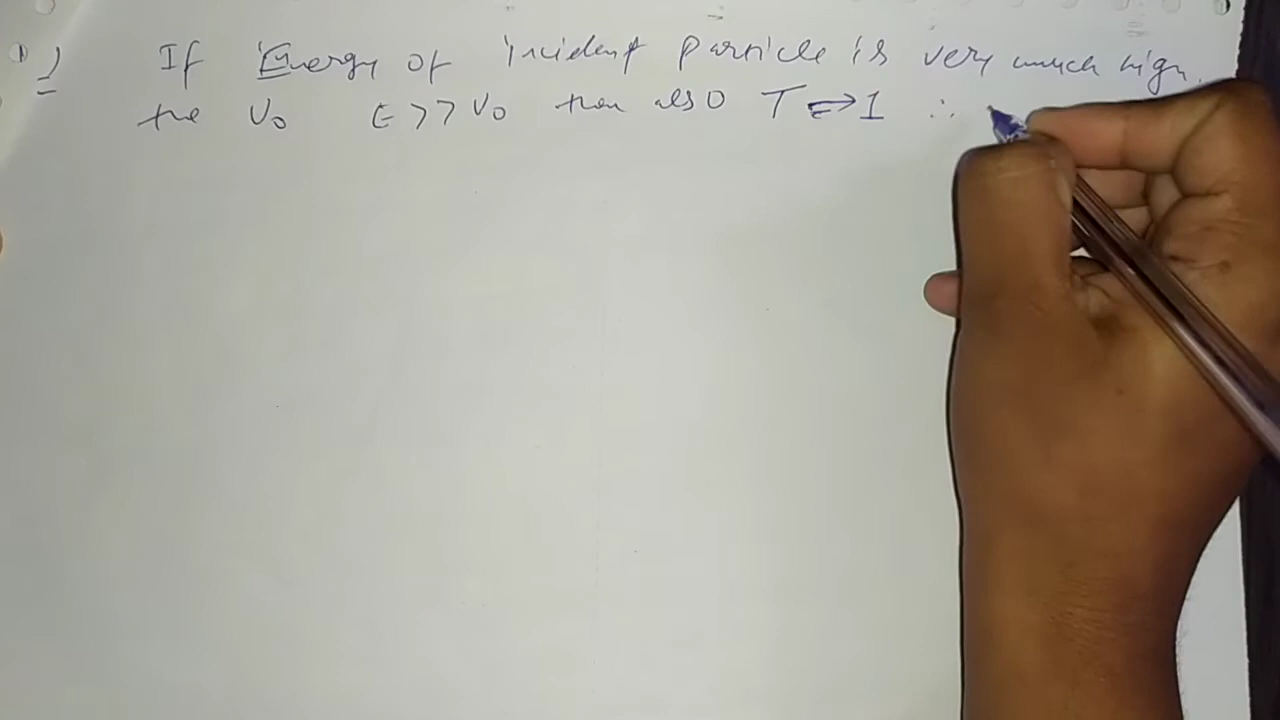 1) If Energy of incident particle is very much high
the V₀ E >> V₀ then also T ⇒ 1 ∴